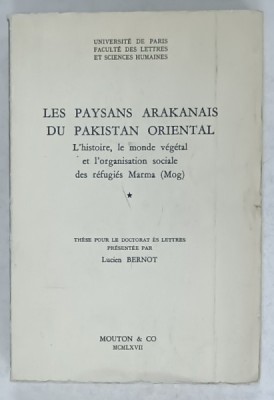 UNIVERSITÉ DE PARIS
FACULTÉ DES LETTRES
ET SCIENCES HUMAINES
LES PAYSANS ARAKANAIS
DU PAKISTAN ORIENTAL
L'histoire, le monde végétal
et l'organisation sociale
des réfugiés Marma (Mog)
★
THÈSE POUR LE DOCTORAT ÈS LETTRES
PRÉSENTÉE PAR
Lucien BERNOT
MOUTON & CO
MCMLXVII